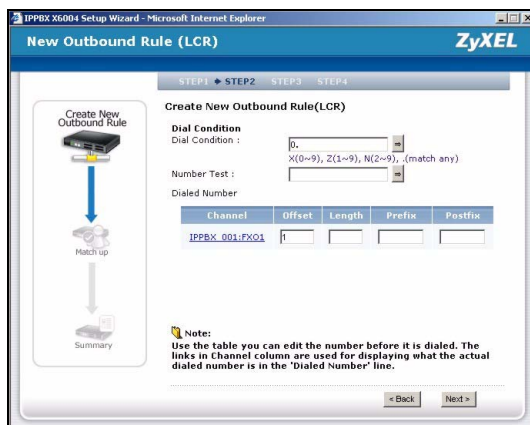 IPPBX X6004 Setup Wizard - Microsoft Internet Explorer
New Outbound Rule (LCR)
ZyXEL
STEP1 STEP2 STEP3 STEP4
Create New Outbound Rule
Match up
Summary
Create New Outbound Rule(LCR)
Dial Condition
Dial Condition :
0.
X(0~9), Z(1~9), N(2~9), .(match any)
Number Test :
Dialed Number
Channel Offset Length Prefix Postfix
IPPBX_001:FXO1 1
Note:
Use the table you can edit the number before it is dialed. The
links in Channel column are used for displaying what the actual
dialed number is in the 'Dialed Number' line.
< Back Next >